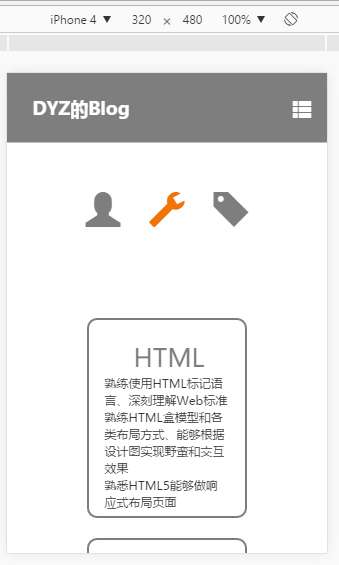 iPhone 4 ▼ 320 × 480 100% ▼
DYZ的Blog
HTML
熟练使用HTML标记语
言、深刻理解Web标准
熟练HTML盒模型和各
类布局方式、能够根据
设计图实现野蛮和交互
效果
熟悉HTML5能够做响
应式布局页面